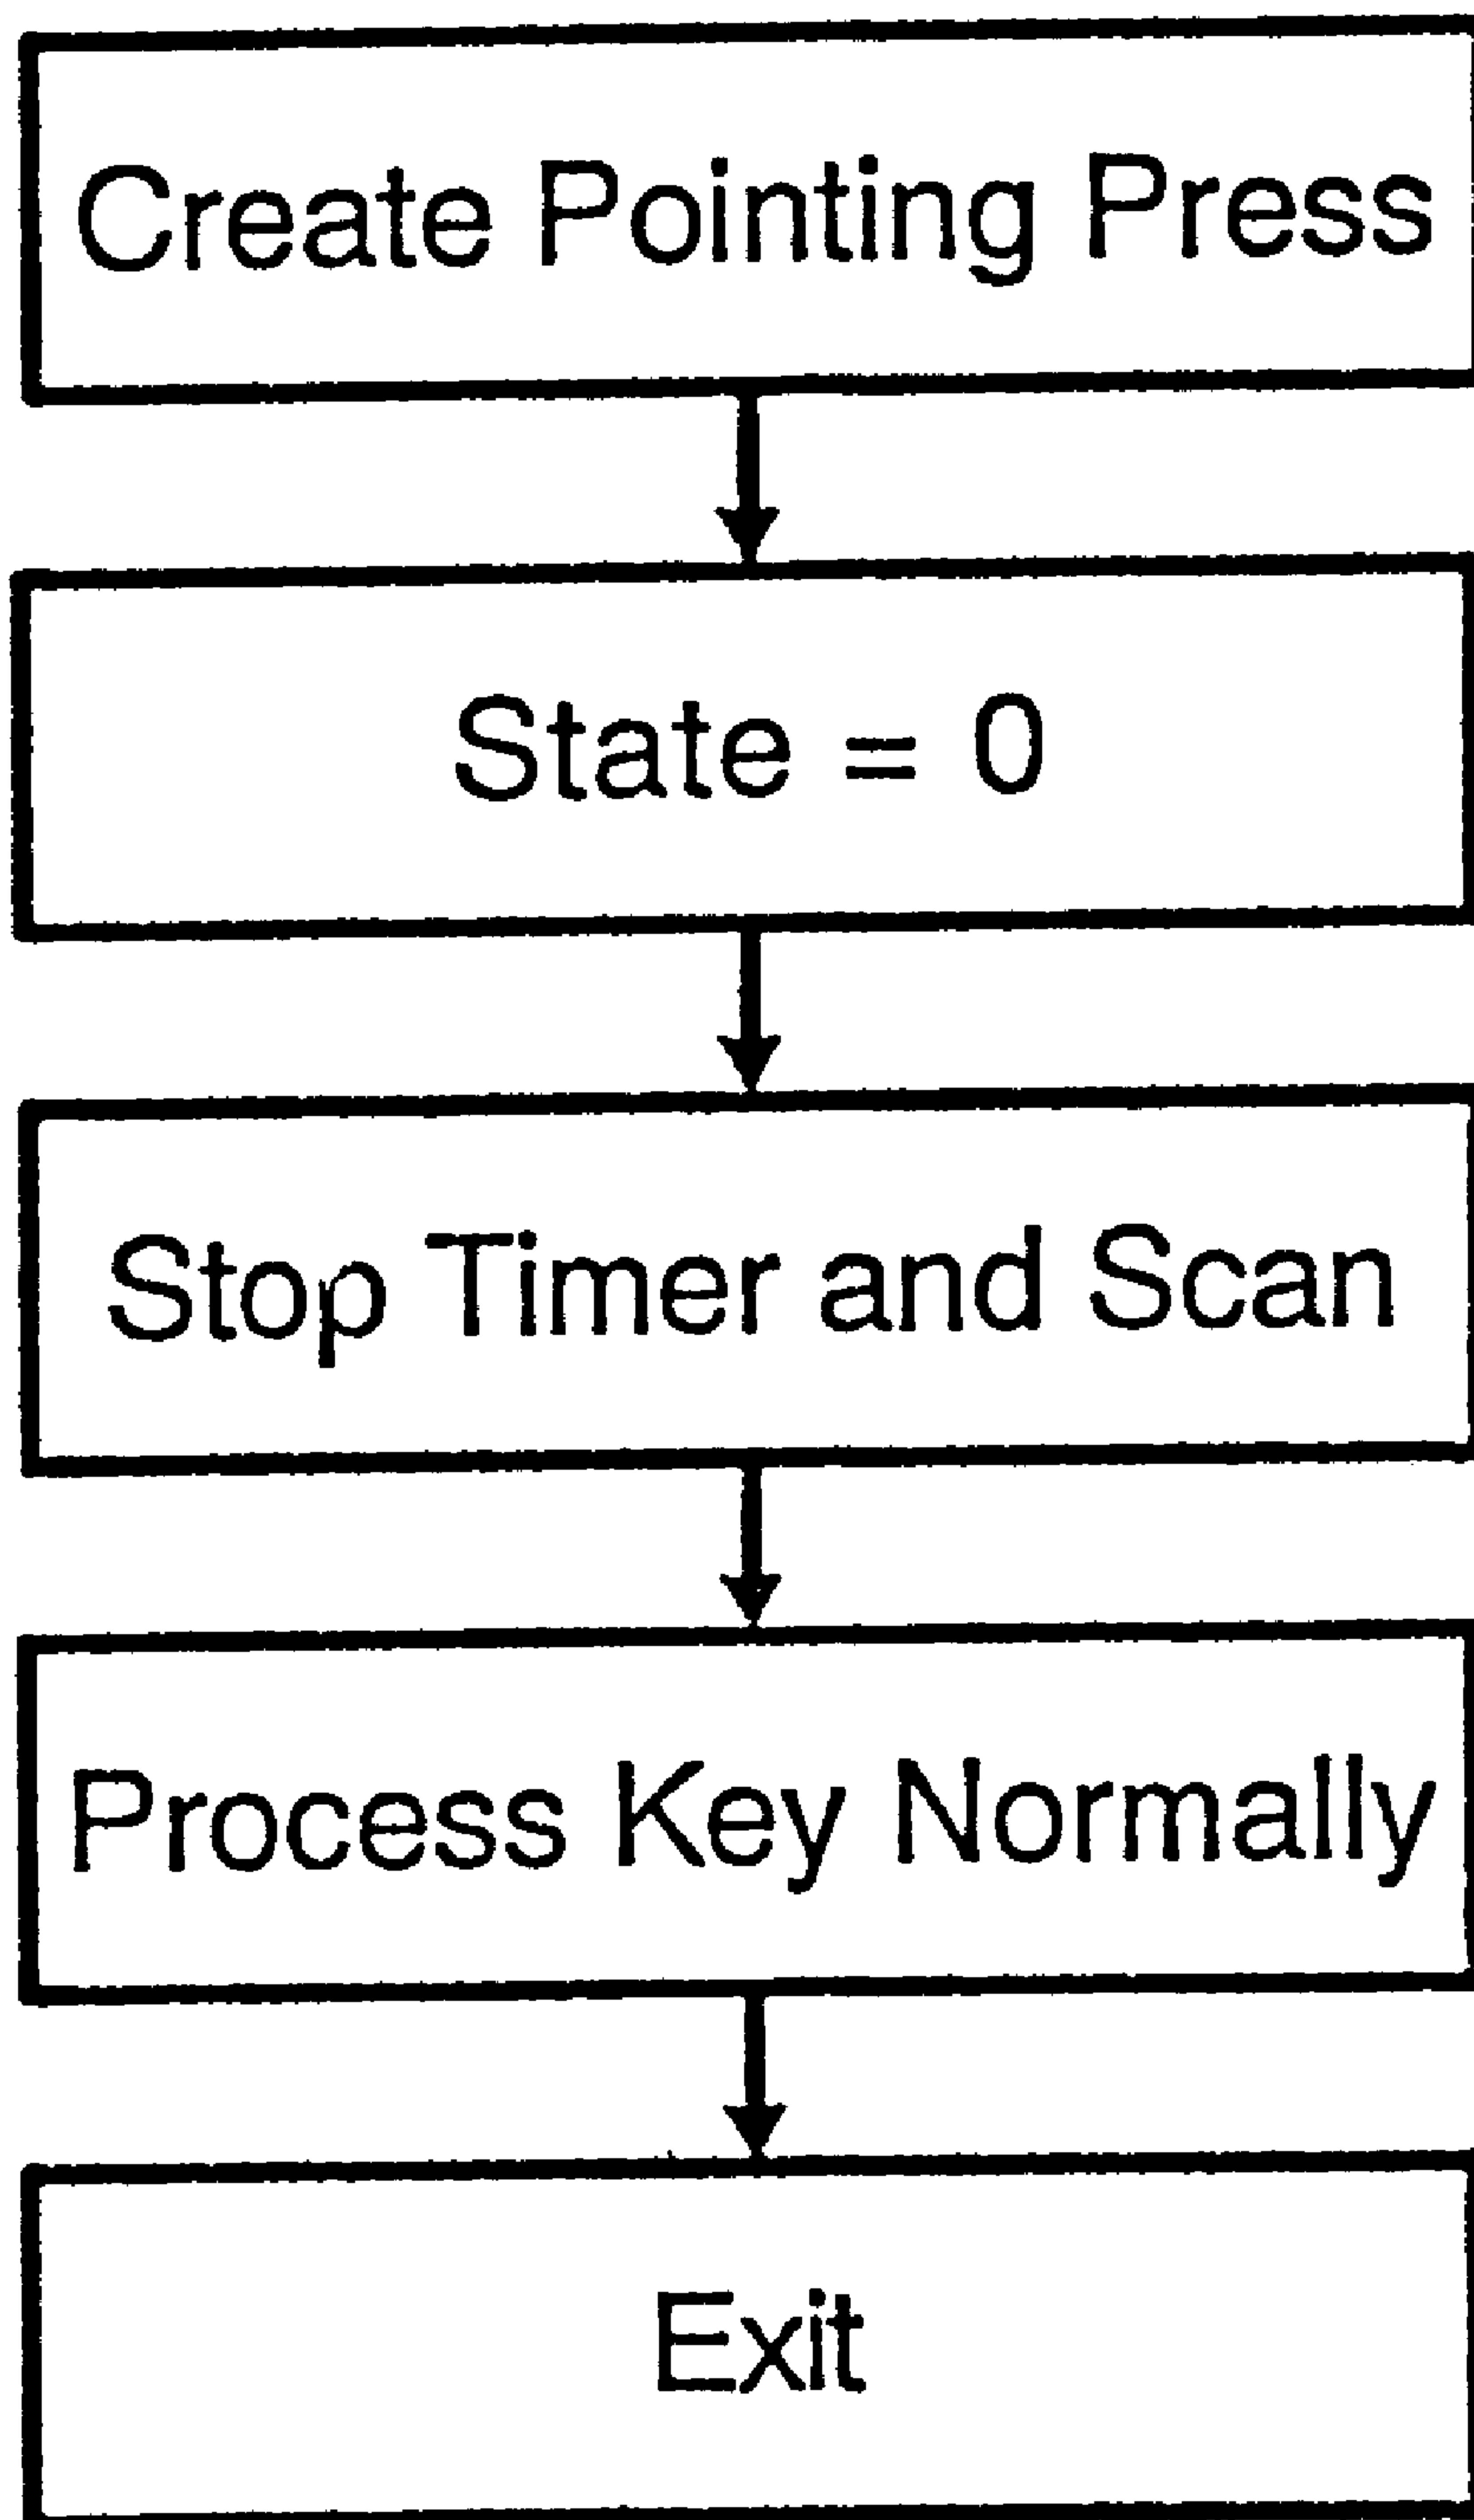 Create Pointing Press
State = 0
Stop Timer and Scan
Process Key Normally
Exit